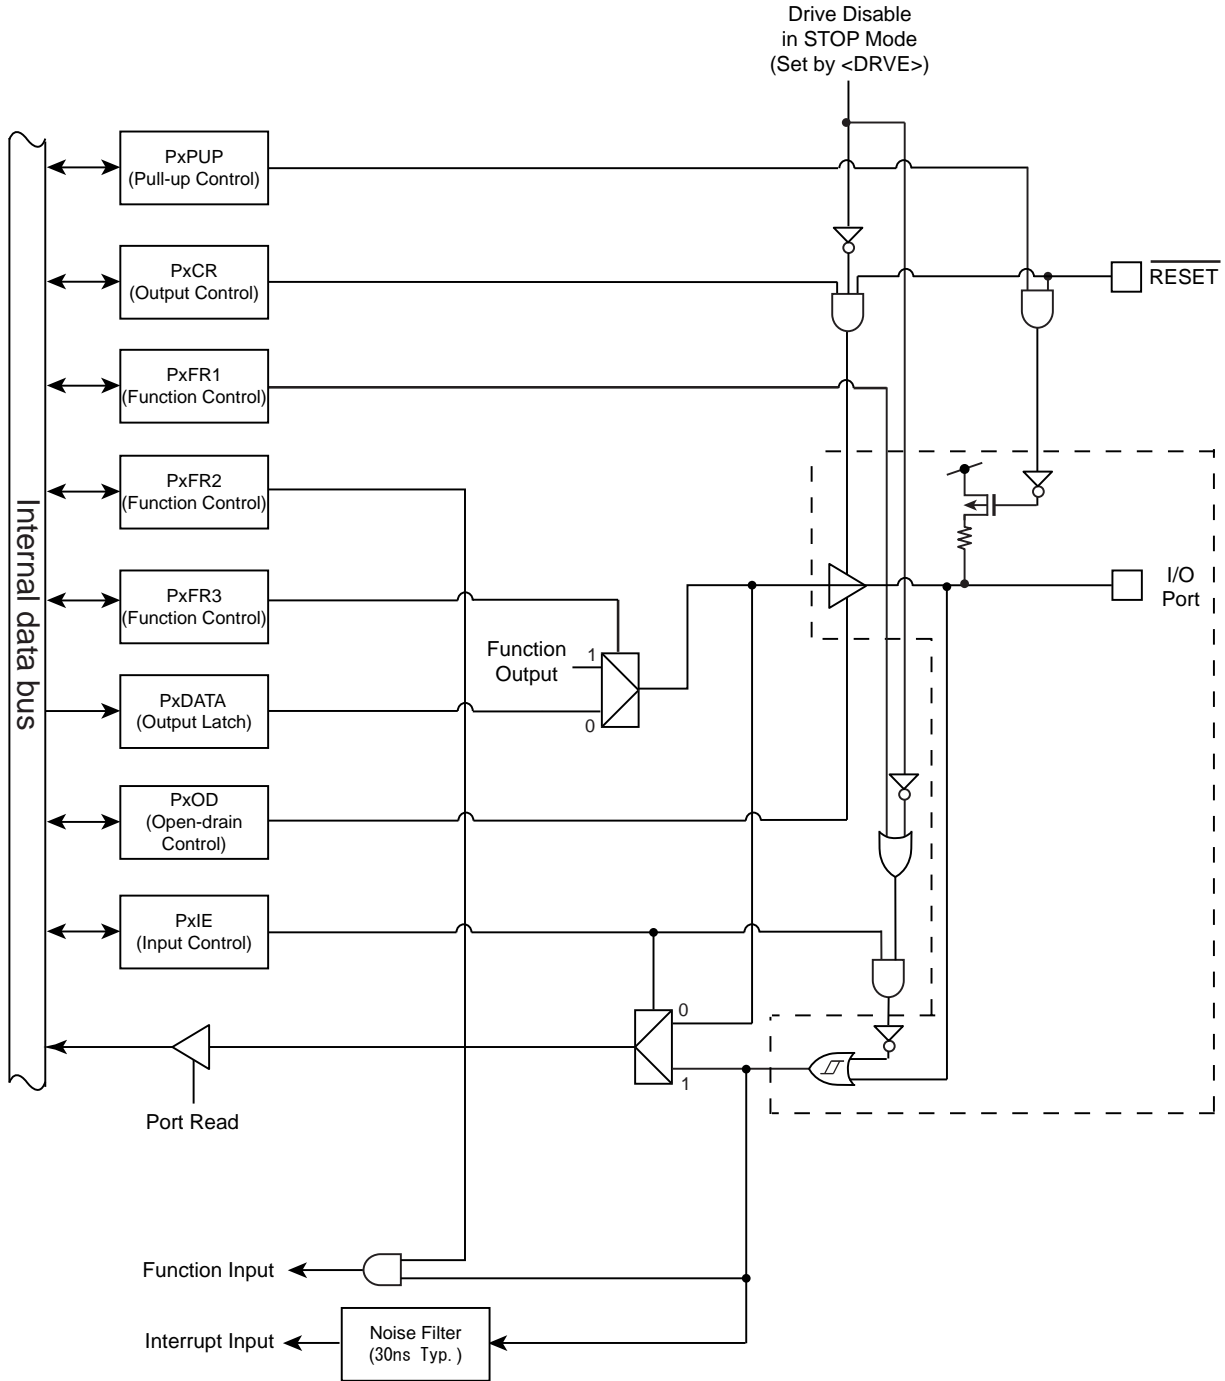 Drive Disable
in STOP Mode
(Set by <DRVE>)
PxPUP
(Pull-up Control)
PxCR
(Output Control)
RESET
PxFR1
(Function Control)
PxFR2
(Function Control)
Internal data bus
PxFR3
(Function Control)
I/O
Port
Function
Output
1
0
PxDATA
(Output Latch)
PxOD
(Open-drain
Control)
PxIE
(Input Control)
0
1
Port Read
Function Input
Interrupt Input
Noise Filter
(30ns Typ.)